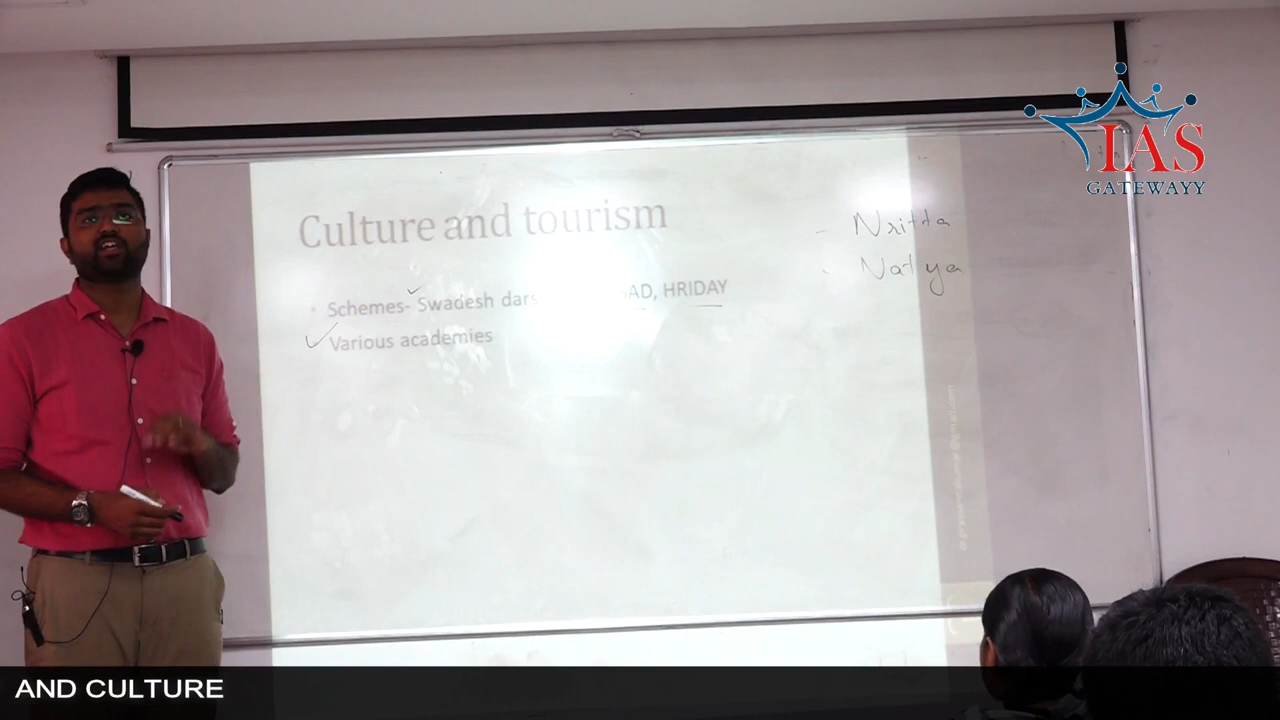 IAS
GATEWAYY
Culture and tourism
- Nritta
- Natya
• Schemes- Swadesh dars AD, HRIDAY
Various academies
AND CULTURE